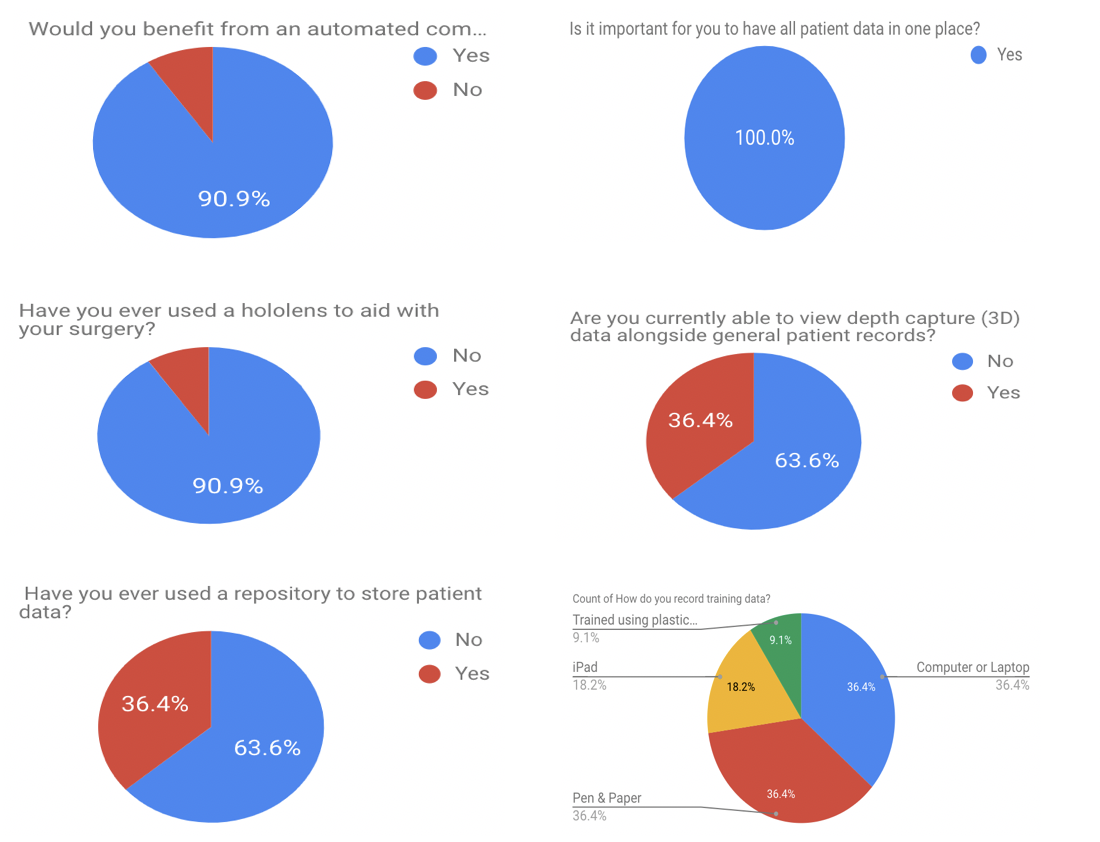 Would you benefit from an automated com...
Yes
No
90.9%
Is it important for you to have all patient data in one place?
Yes
100.0%
Have you ever used a hololens to aid with
your surgery?
No
Yes
90.9%
Are you currently able to view depth capture (3D)
data alongside general patient records?
No
Yes
36.4%
63.6%
Have you ever used a repository to store patient
data?
No
Yes
36.4%
63.6%
Count of How do you record training data?
Trained using plastic...
9.1%
9.1%
iPad
18.2%
18.2%
Computer or Laptop
36.4%
36.4%
Pen & Paper
36.4%
36.4%